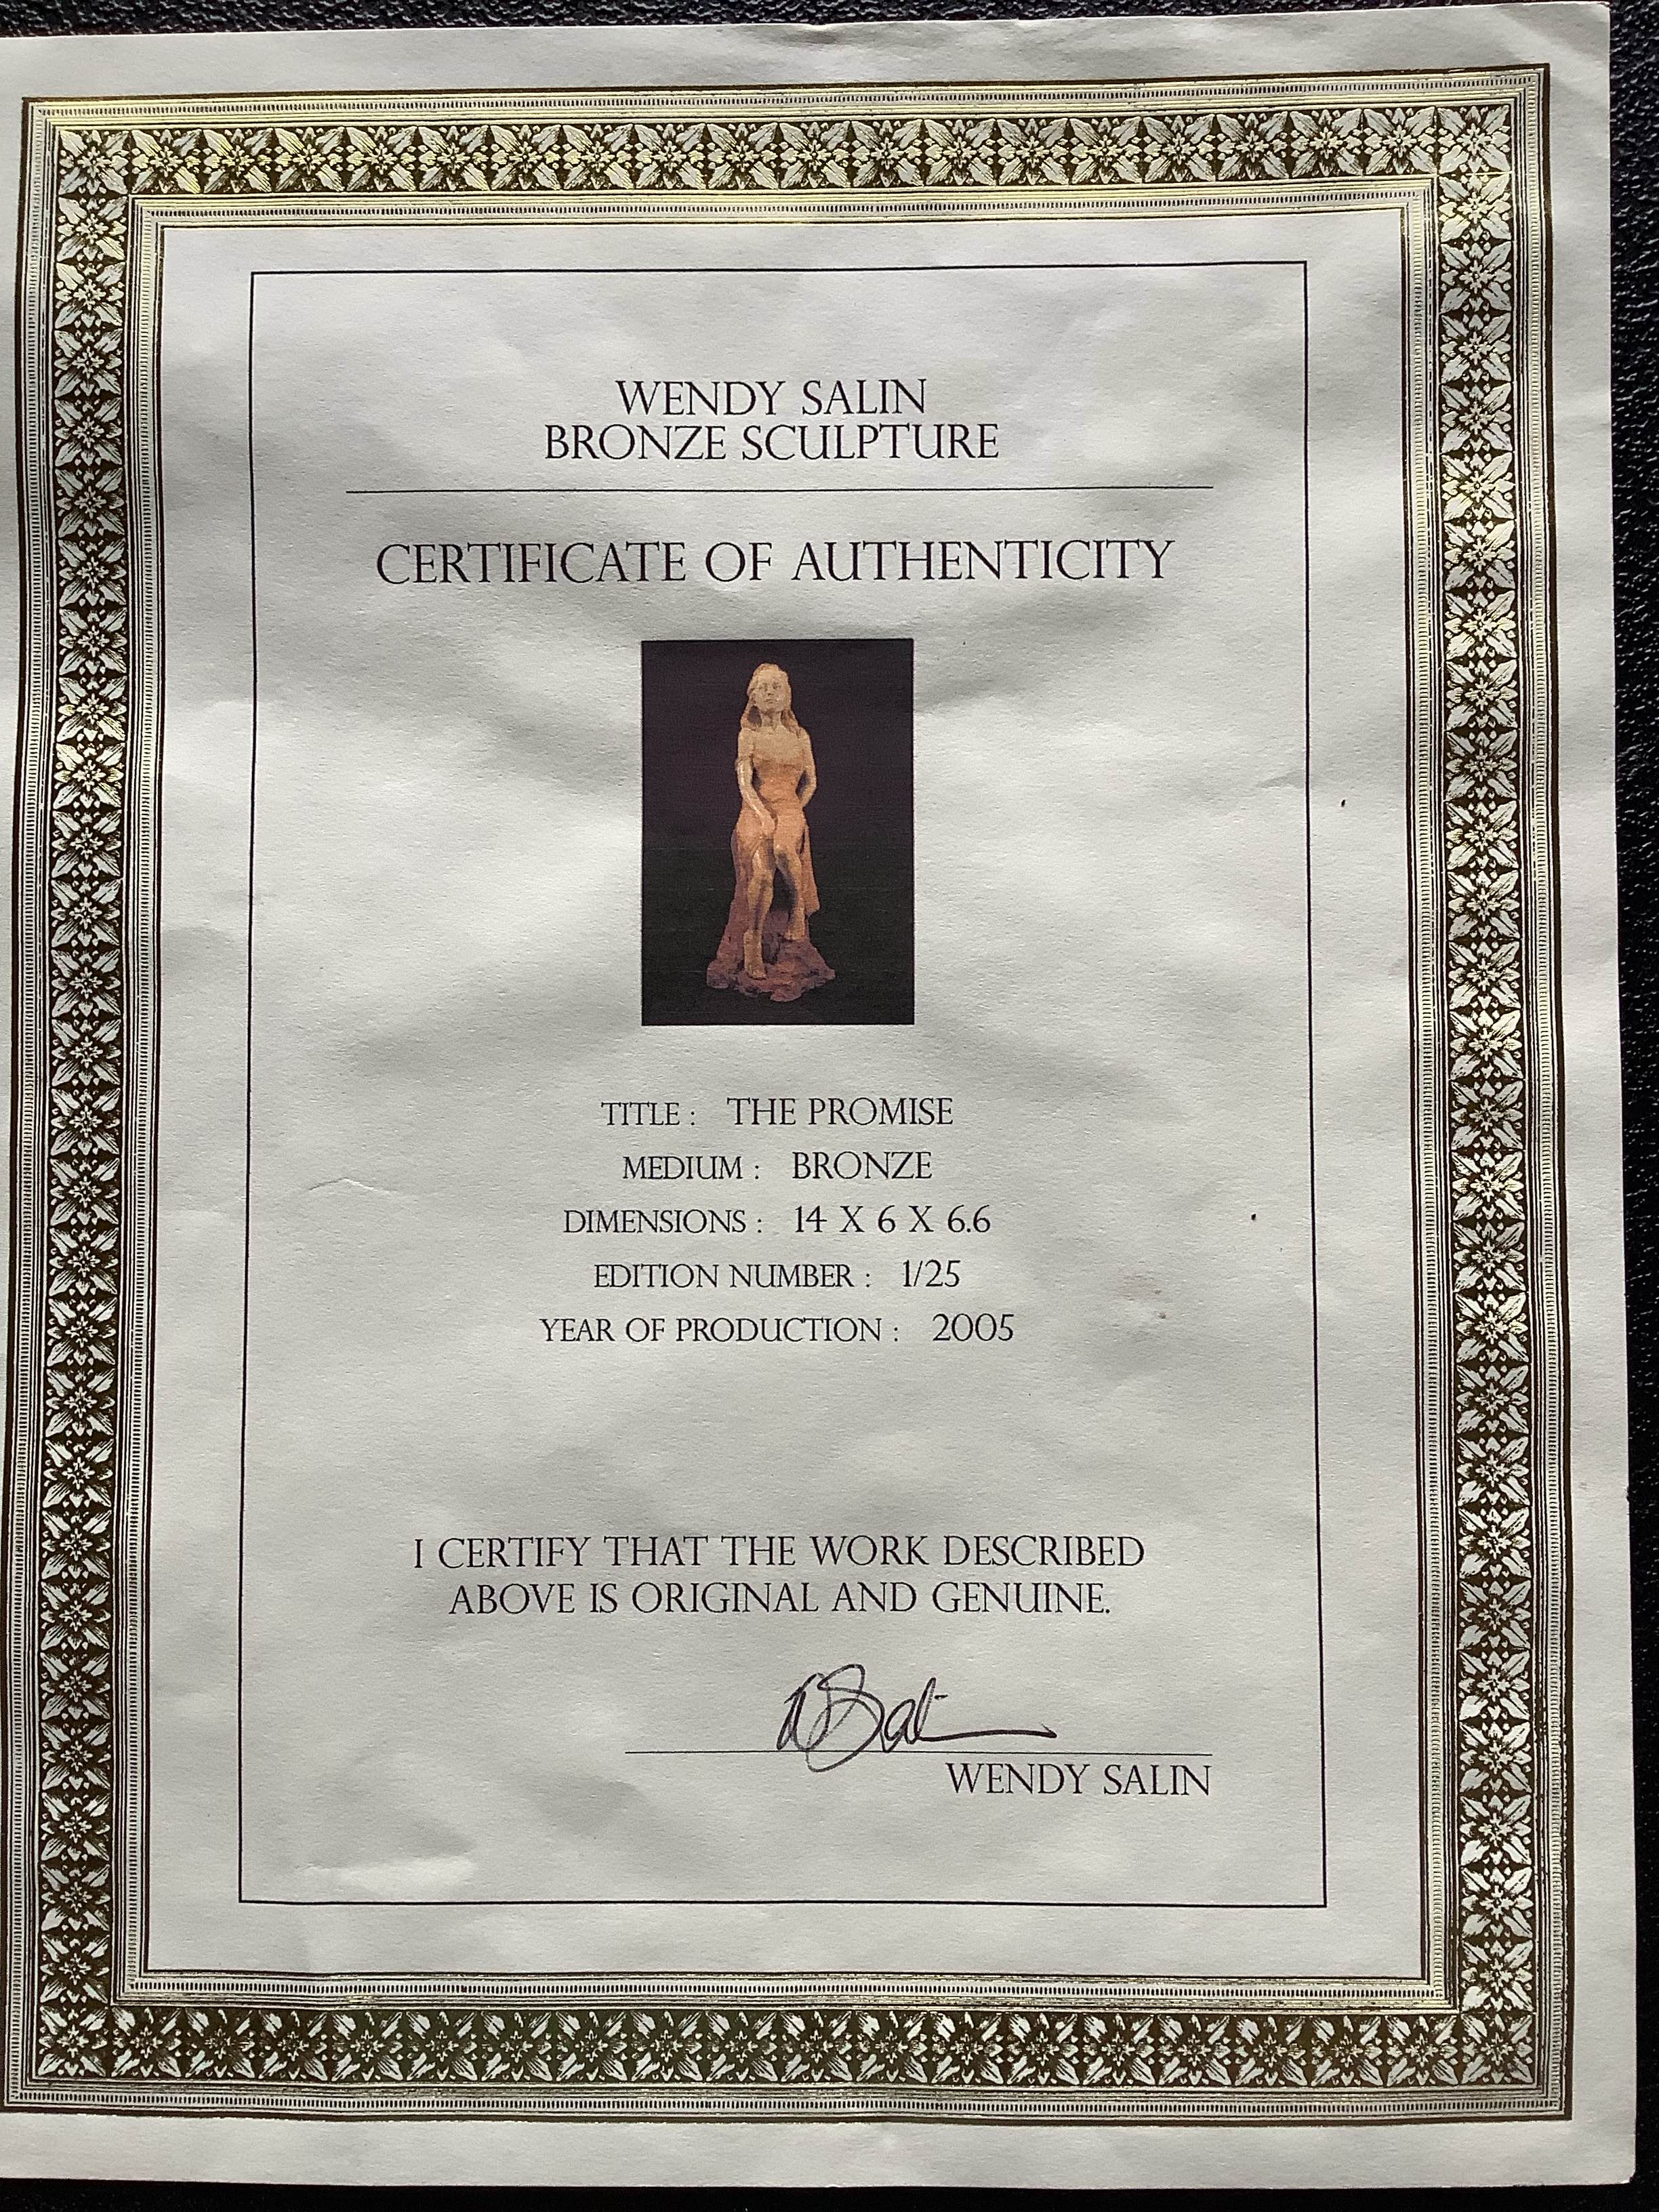 WENDY SALIN
BRONZE SCULPTURE
CERTIFICATE OF AUTHENTICITY
TITLE : THE PROMISE
MEDIUM : BRONZE
DIMENSIONS : 14 X 6 X 6.6
EDITION NUMBER : 1/25
YEAR OF PRODUCTION : 2005
I CERTIFY THAT THE WORK DESCRIBED
ABOVE IS ORIGINAL AND GENUINE.
WENDY SALIN